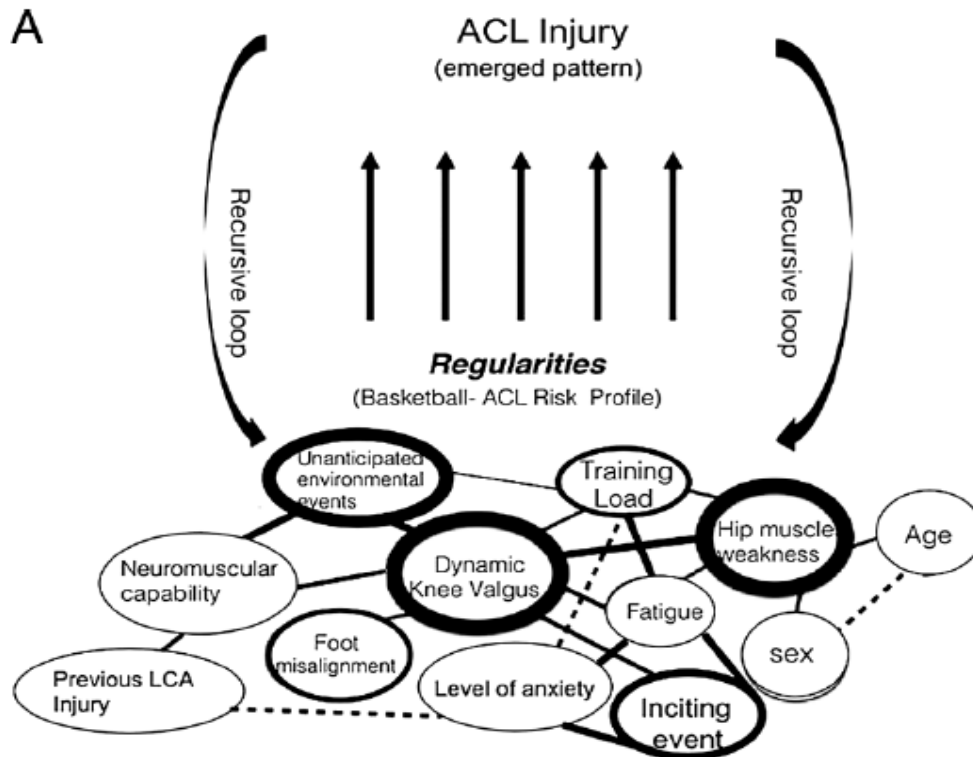 A
ACL Injury
(emerged pattern)
Recursive loop
Recursive loop
Regularities
(Basketball- ACL Risk Profile)
Unanticipated
environmental
events
Training
Load
Hip muscles
weakness
Age
Neuromuscular
capability
Dynamic
Knee Valgus
Fatigue
Foot
misalignment
sex
Previous LCA
Injury
Level of anxiety
Inciting
event